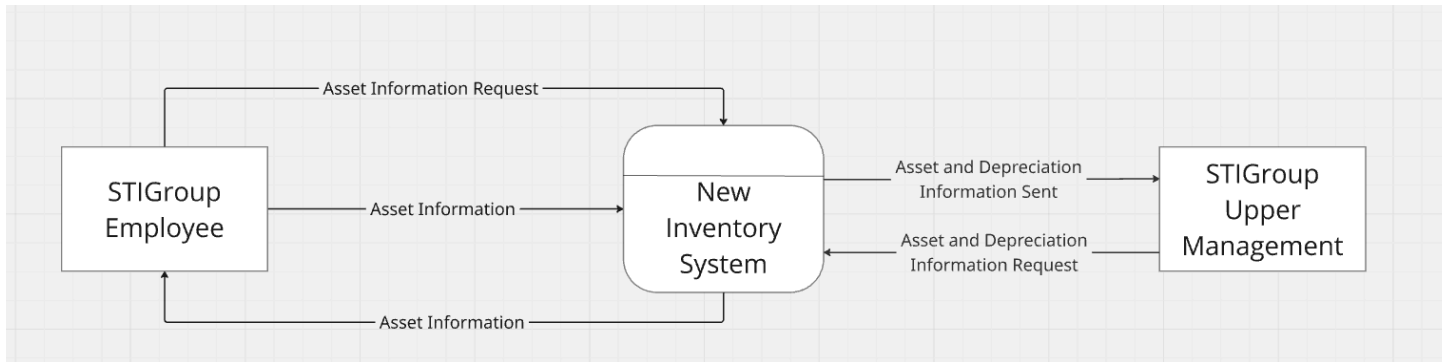 Asset Information Request
STIGroup
Employee
Asset Information
New
Inventory
System
Asset and Depreciation
Information Sent
STIGroup
Upper
Management
Asset and Depreciation
Information Request
Asset Information